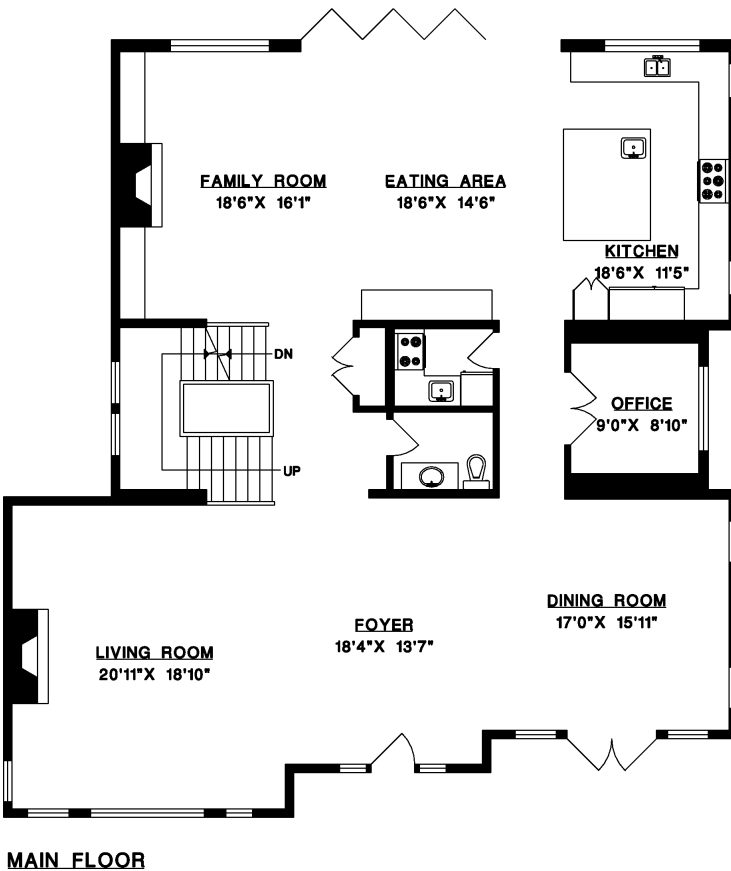 FAMILY ROOM
18'6"X 16'1"
EATING AREA
18'6"X 14'6"
KITCHEN
18'6"X 11'5"
DN
OFFICE
9'0"X 8'10"
UP
DINING ROOM
17'0"X 15'11"
FOYER
18'4"X 13'7"
LIVING ROOM
20'11"X 18'10"
MAIN FLOOR